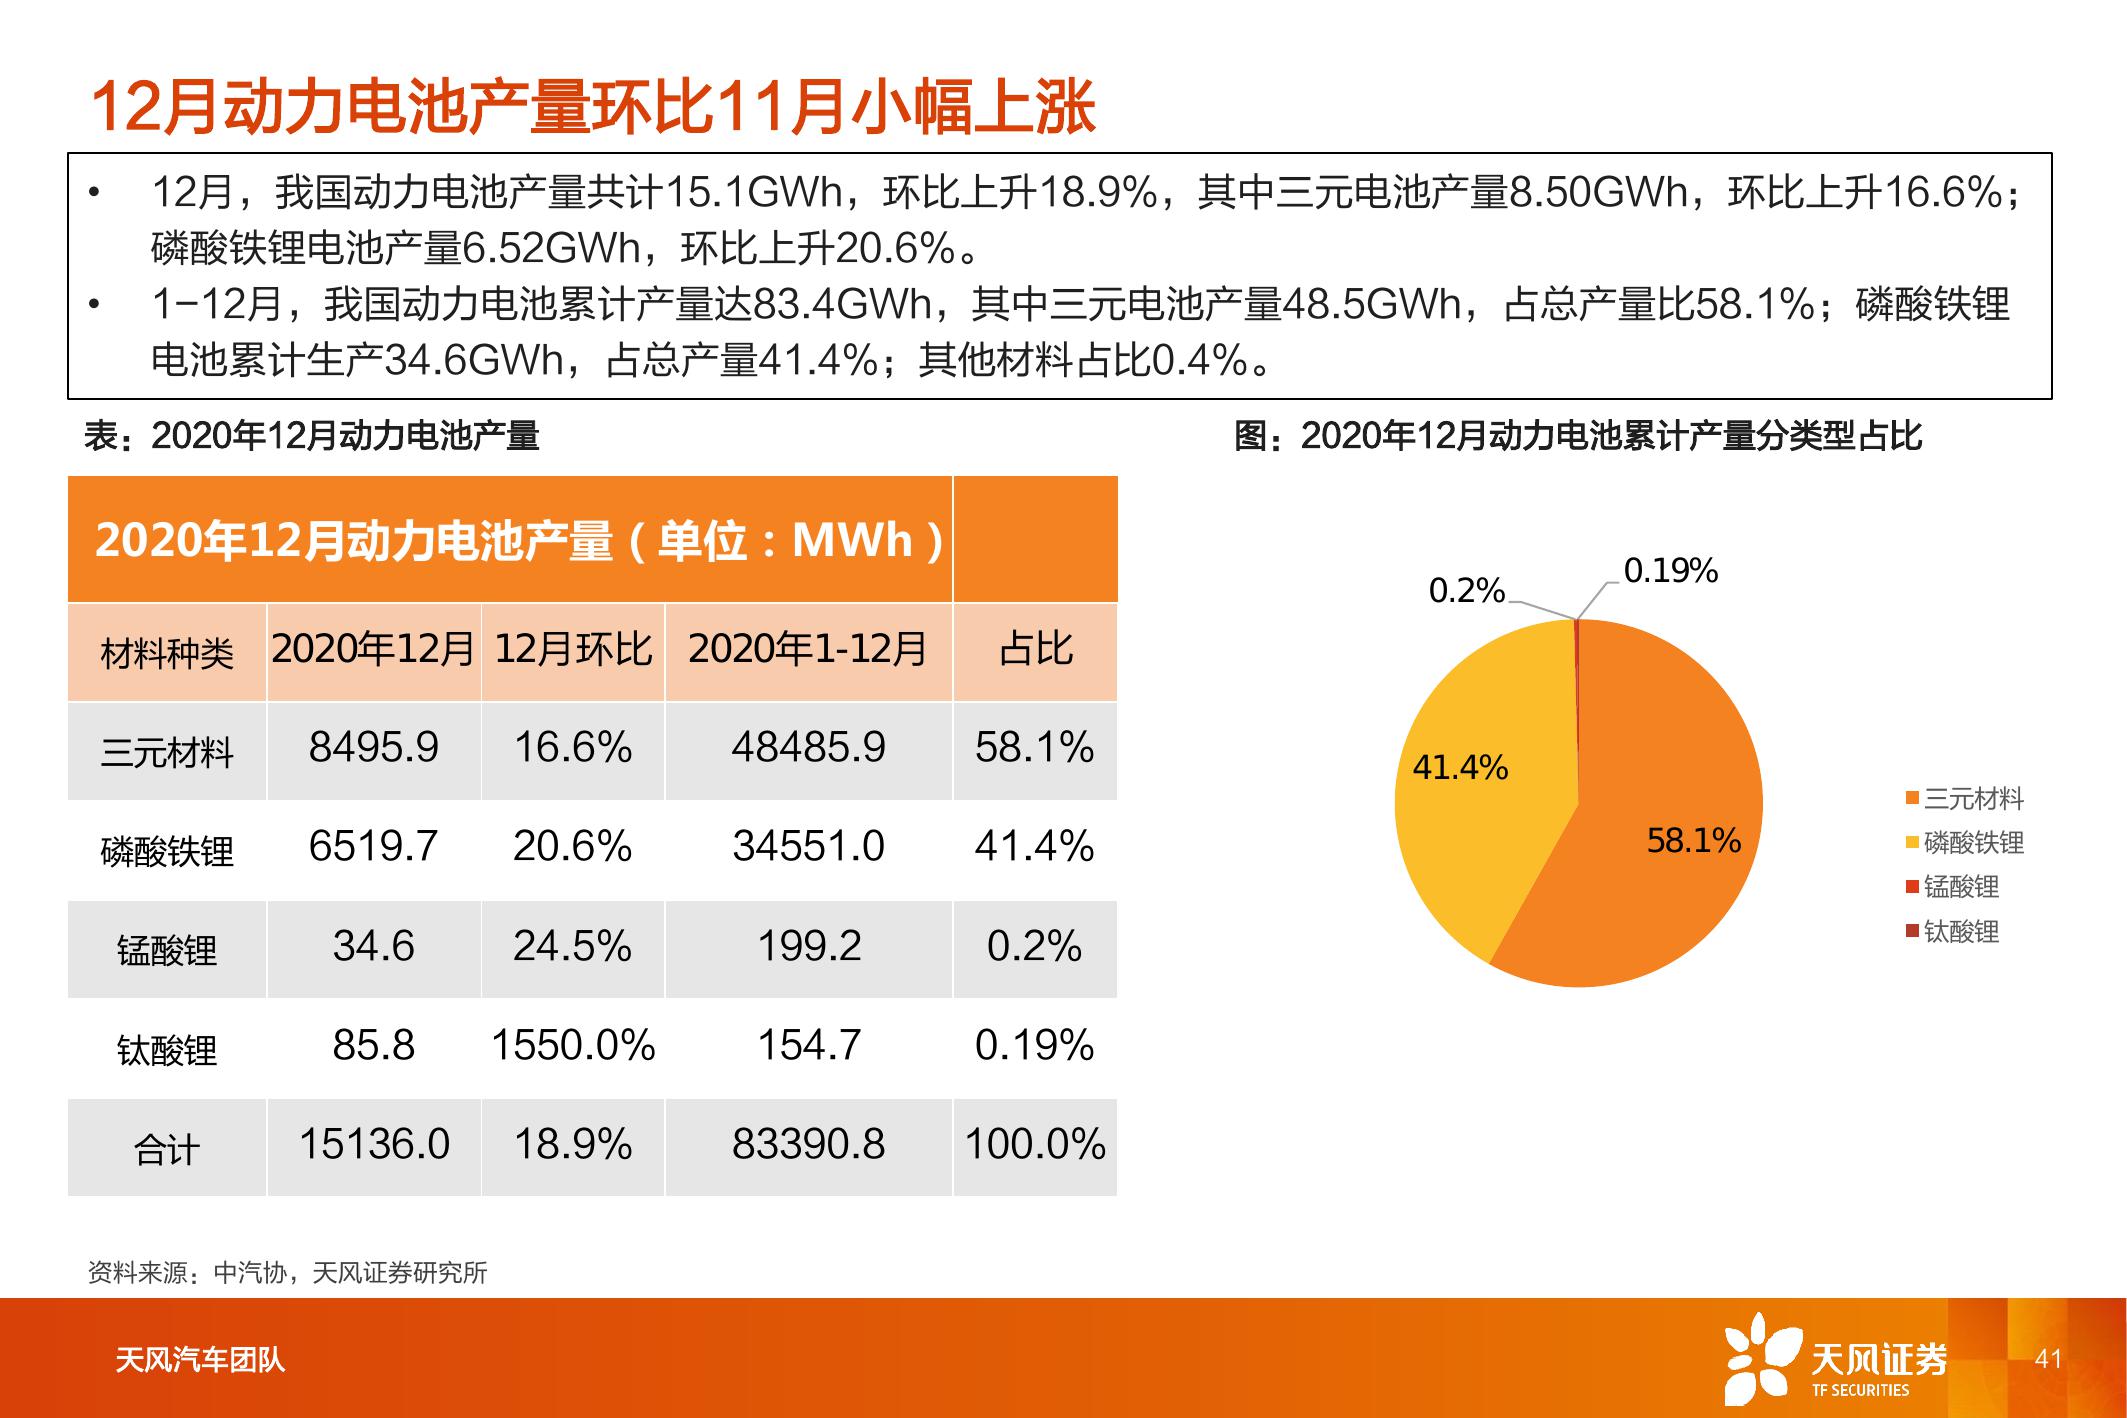 12月动力电池产量环比11月小幅上涨
• 12月，我国动力电池产量共计15.1GWh，环比上升18.9%，其中三元电池产量8.50GWh，环比上升16.6%；
磷酸铁锂电池产量6.52GWh，环比上升20.6%。
• 1-12月，我国动力电池累计产量达83.4GWh，其中三元电池产量48.5GWh，占总产量比58.1%；磷酸铁锂
电池累计生产34.6GWh，占总产量41.4%；其他材料占比0.4%。
表：2020年12月动力电池产量
2020年12月动力电池产量（单位：MWh）
材料种类 2020年12月 12月环比 2020年1-12月 占比
三元材料 8495.9 16.6% 48485.9 58.1%
磷酸铁锂 6519.7 20.6% 34551.0 41.4%
锰酸锂 34.6 24.5% 199.2 0.2%
钛酸锂 85.8 1550.0% 154.7 0.19%
合计 15136.0 18.9% 83390.8 100.0%
图：2020年12月动力电池累计产量分类型占比
0.2%
0.19%
41.4%
58.1%
三元材料
磷酸铁锂
锰酸锂
钛酸锂
资料来源：中汽协，天风证券研究所
天风汽车团队
天风证券
TF SECURITIES
41